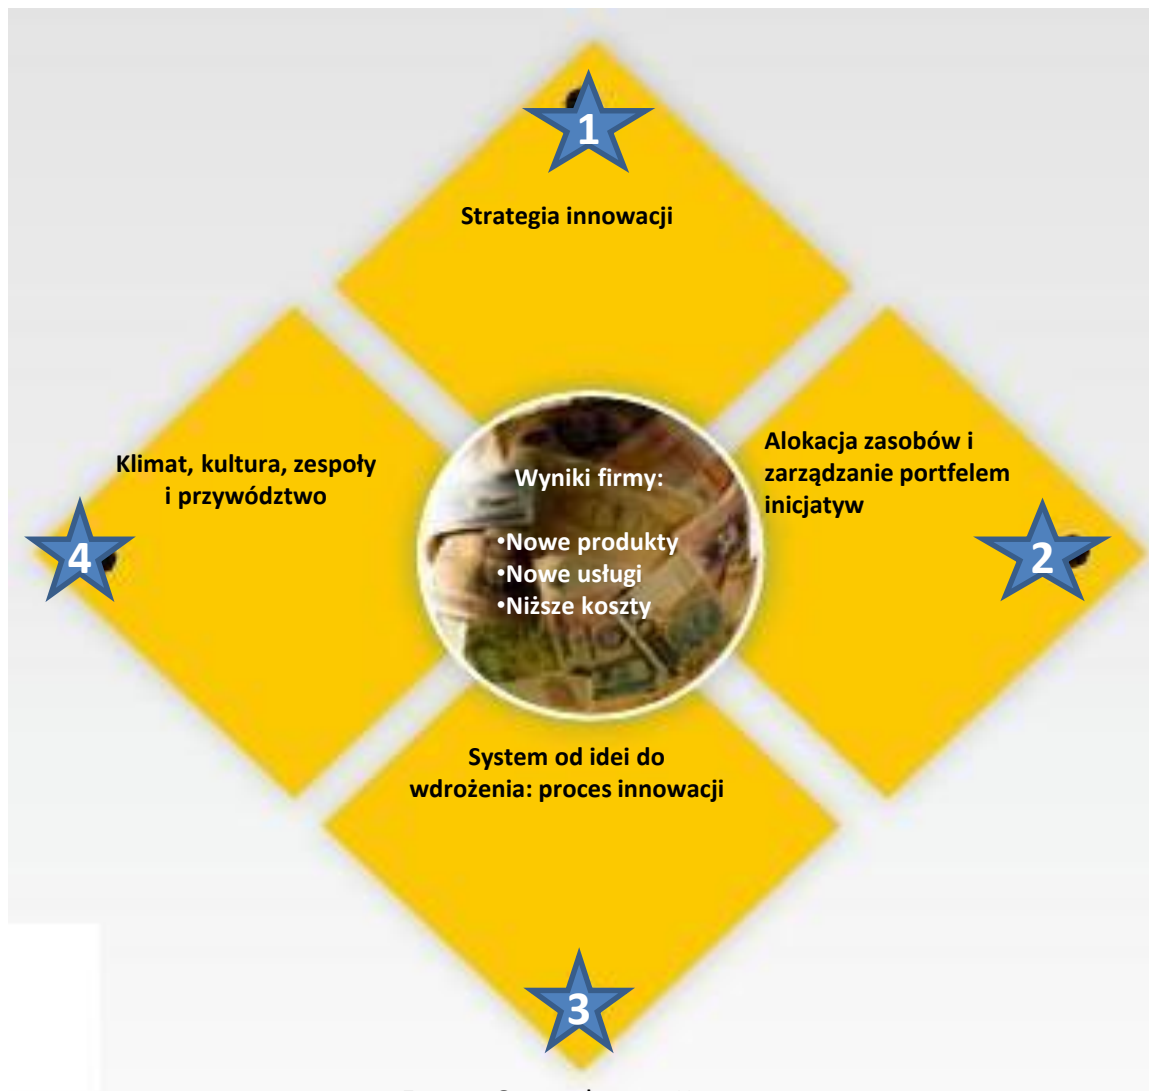 1
Strategia innowacji
Alokacja zasobów i
zarządzanie portfelem
inicjatyw
2
Klimat, kultura, zespoły
i przywództwo
4
Wyniki firmy:
•Nowe produkty
•Nowe usługi
•Niższe koszty
System od idei do
wdrożenia: proces innowacji
3